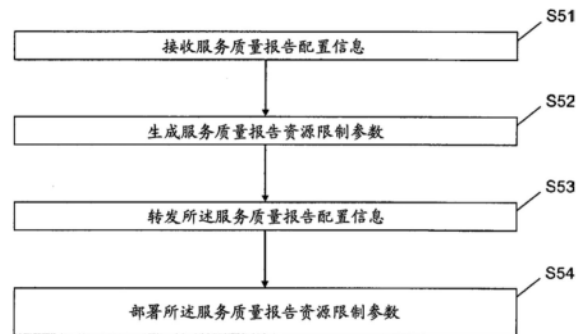 S51
接收服务质量报告配置信息
S52
生成服务质量报告资源限制参数
S53
转发所述服务质量报告配置信息
S54
部署所述服务质量报告资源限制参数